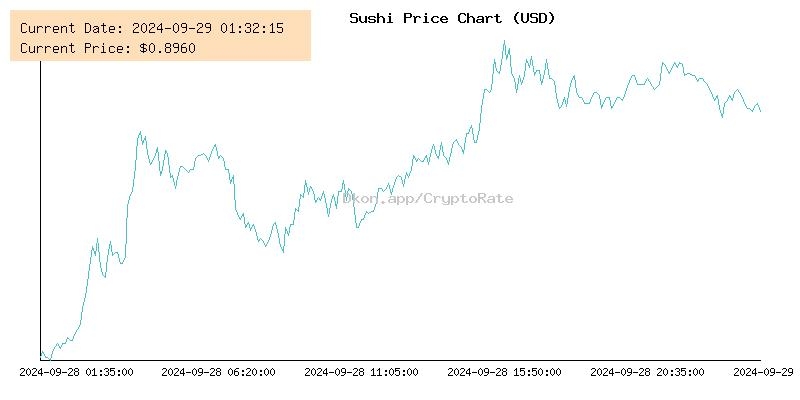 Sushi Price Chart (USD)
Current Date: 2024-09-29 01:32:15
Current Price: $0.8960
Dkon.app/CryptoRate
2024-09-28 01:35:00 2024-09-28 06:20:00 2024-09-28 11:05:00 2024-09-28 15:50:00 2024-09-28 20:35:00 2024-09-29